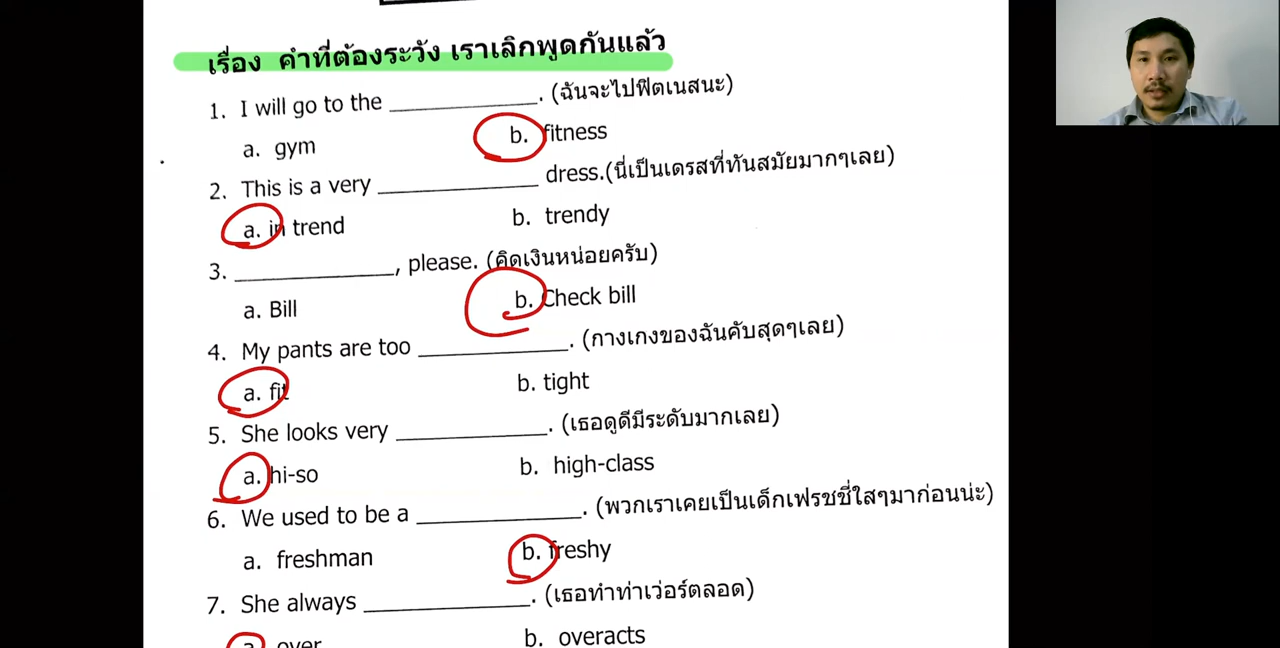 เรื่อง คำที่ต้องระวัง เราเลิกพูดกันแล้ว
1. I will go to the ____________. (ฉันจะไปฟิตเนสนะ)
a. gym b. fitness
2. This is a very _____________ dress.(นี่เป็นเดรสที่ทันสมัยมากๆเลย)
a. in trend b. trendy
3. _____________, please. (คิดเงินหน่อยครับ)
a. Bill b. Check bill
4. My pants are too ____________. (กางเกงของฉันคับสุดๆเลย)
a. fit b. tight
5. She looks very ____________. (เธอดูดีมีระดับมากเลย)
a. hi-so b. high-class
6. We used to be a _____________. (พวกเราเคยเป็นเด็กเฟรชชี่ใสๆมาก่อนน่ะ)
a. freshman b. freshy
7. She always _____________. (เธอทำท่าเว่อร์ตลอด)
a. over b. overacts